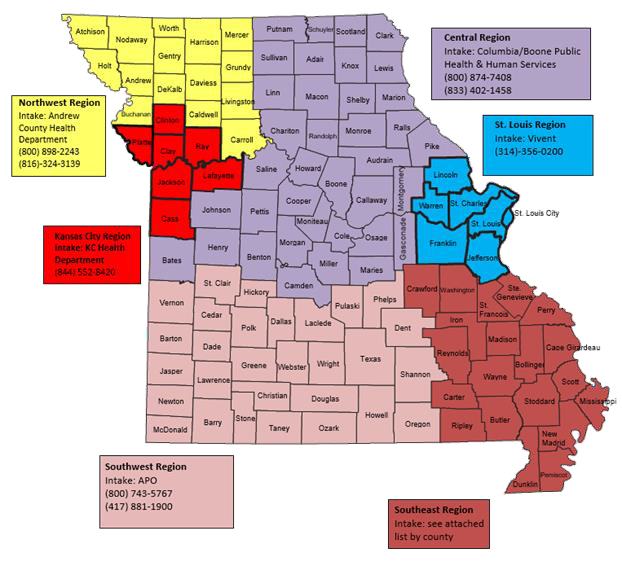 Atchison
Nodaway
Worth
Harrison
Mercer
Putnam
Schuyler
Scotland
Clark
Holt
Gentry
Sullivan
Adair
Knox
Lewis
Andrew
DeKalb
Daviess
Grundy
Livingston
Linn
Macon
Shelby
Marion
Buchanan
Clinton
Caldwell
Carroll
Chariton
Randolph
Monroe
Ralls
Pike
Platte
Clay
Ray
Jackson
Lafayette
Saline
Howard
Boone
Audrain
Callaway
Montgomery
Lincoln
Warren
St. Charles
St. Louis
St. Louis City
Cass
Johnson
Pettis
Cooper
Moniteau
Cole
Osage
Gasconade
Franklin
Jefferson
Bates
Henry
Benton
Morgan
Miller
Maries
Camden
Vernon
St. Clair
Hickory
Cedar
Polk
Dallas
Laclede
Pulaski
Phelps
Dent
Crawford
Washington
St.
Francois
Ste.
Genevieve
Perry
Iron
Barton
Dade
Jasper
Lawrence
Greene
Webster
Wright
Texas
Shannon
Reynolds
Madison
Bollinger
Cape Girardeau
Wayne
Scott
Mississippi
Newton
McDonald
Barry
Stone
Christian
Taney
Douglas
Ozark
Howell
Oregon
Carter
Ripley
Butler
Stoddard
New
Madrid
Dunklin
Pemiscot
Northwest Region
Intake: Andrew
County Health
Department
(800) 898-2243
(816)-324-3139
Central Region
Intake: Columbia/Boone Public
Health & Human Services
(800) 874-7408
(833) 402-1458
St. Louis Region
Intake: Vivent
(314)-356-0200
Kansas City Region
Intake: KC Health
Department
(844) 552-8420
Southwest Region
Intake: APO
(800) 743-5767
(417) 881-1900
Southeast Region
Intake: see attached
list by county